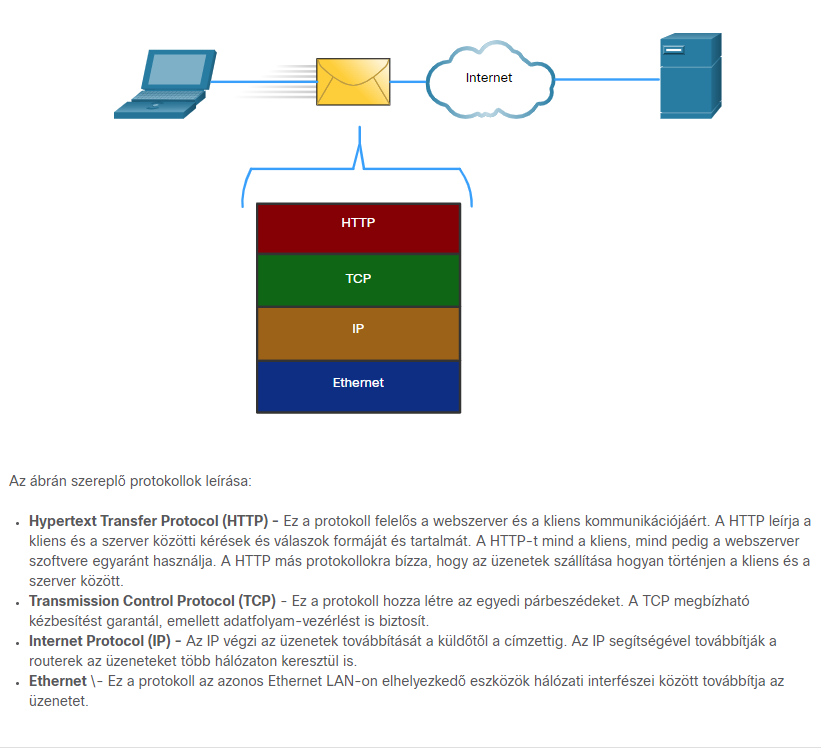 Internet
HTTP
TCP
IP
Ethernet
Az ábrán szereplő protokollok leírása:
• Hypertext Transfer Protocol (HTTP) - Ez a protokoll felelős a webszerver és a kliens kommunikációjáért. A HTTP leírja a
kliens és a szerver közötti kérések és válaszok formáját és tartalmát. A HTTP-t mind a kliens, mind pedig a webszerver
szoftvere egyaránt használja. A HTTP más protokollokra bízza, hogy az üzenetek szállítása hogyan történjen a kliens és a
szerver között.
• Transmission Control Protocol (TCP) - Ez a protokoll hozza létre az egyedi párbeszédeket. A TCP megbízható
kézbesítést garantál, emellett adatfolyam-vezérlést is biztosít.
• Internet Protocol (IP) - Az IP végzi az üzenetek továbbítását a küldőtől a címzettig. Az IP segítségével továbbítják a
routerek az üzeneteket több hálózaton keresztül is.
• Ethernet \- Ez a protokoll az azonos Ethernet LAN-on elhelyezkedő eszközök hálózati interfészei között továbbítja az
üzenetet.